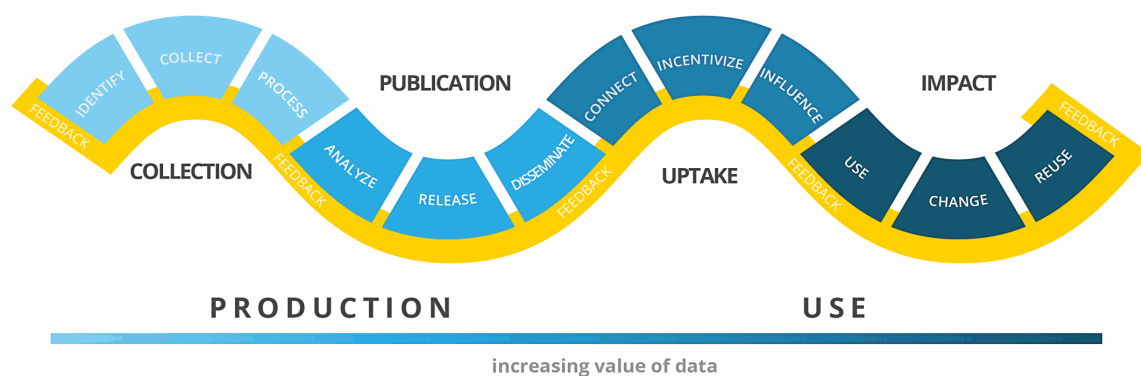 FEEDBACK
IDENTIFY
COLLECT
PROCESS
COLLECTION
FEEDBACK
PUBLICATION
ANALYZE
RELEASE
DISSEMINATE
FEEDBACK
CONNECT
INCENTIVIZE
INFLUENCE
UPTAKE
FEEDBACK
IMPACT
USE
CHANGE
REUSE
FEEDBACK
PRODUCTION
USE
increasing value of data